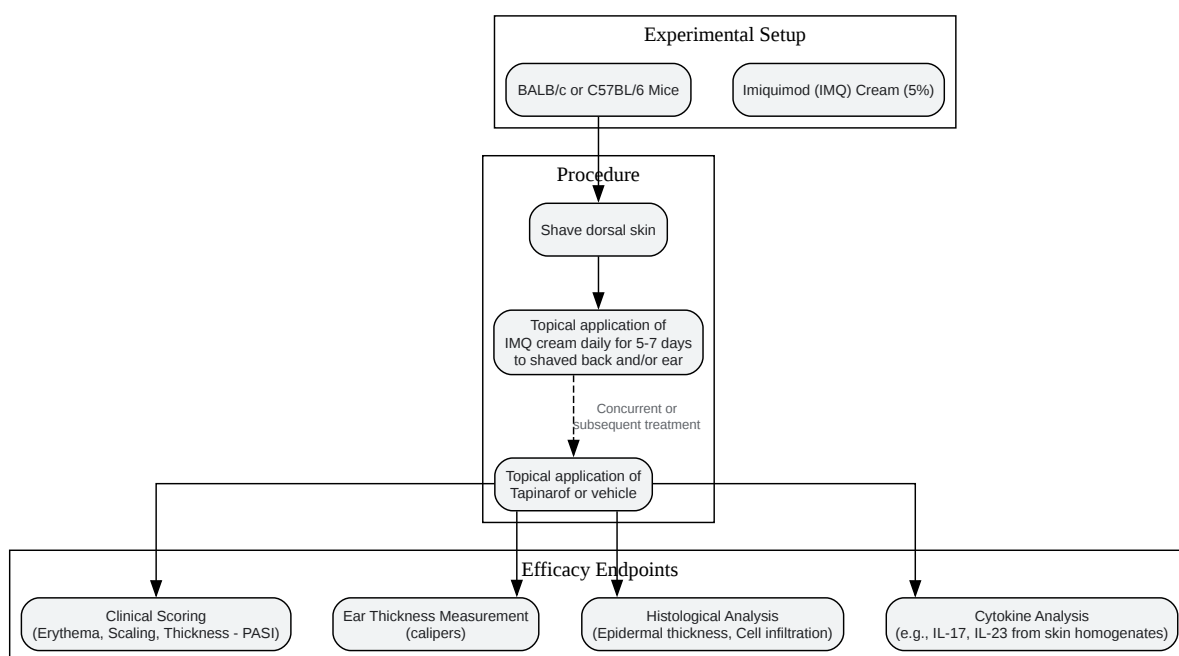 Experimental Setup
BALB/c or C57BL/6 Mice
Imiquimod (IMQ) Cream (5%)
Procedure
Shave dorsal skin
Topical application of
IMQ cream daily for 5-7 days
to shaved back and/or ear
Concurrent or
subsequent treatment
Topical application of
Tapinarof or vehicle
Efficacy Endpoints
Clinical Scoring
(Erythema, Scaling, Thickness - PASI)
Ear Thickness Measurement
(calipers)
Histological Analysis
(Epidermal thickness, Cell infiltration)
Cytokine Analysis
(e.g., IL-17, IL-23 from skin homogenates)